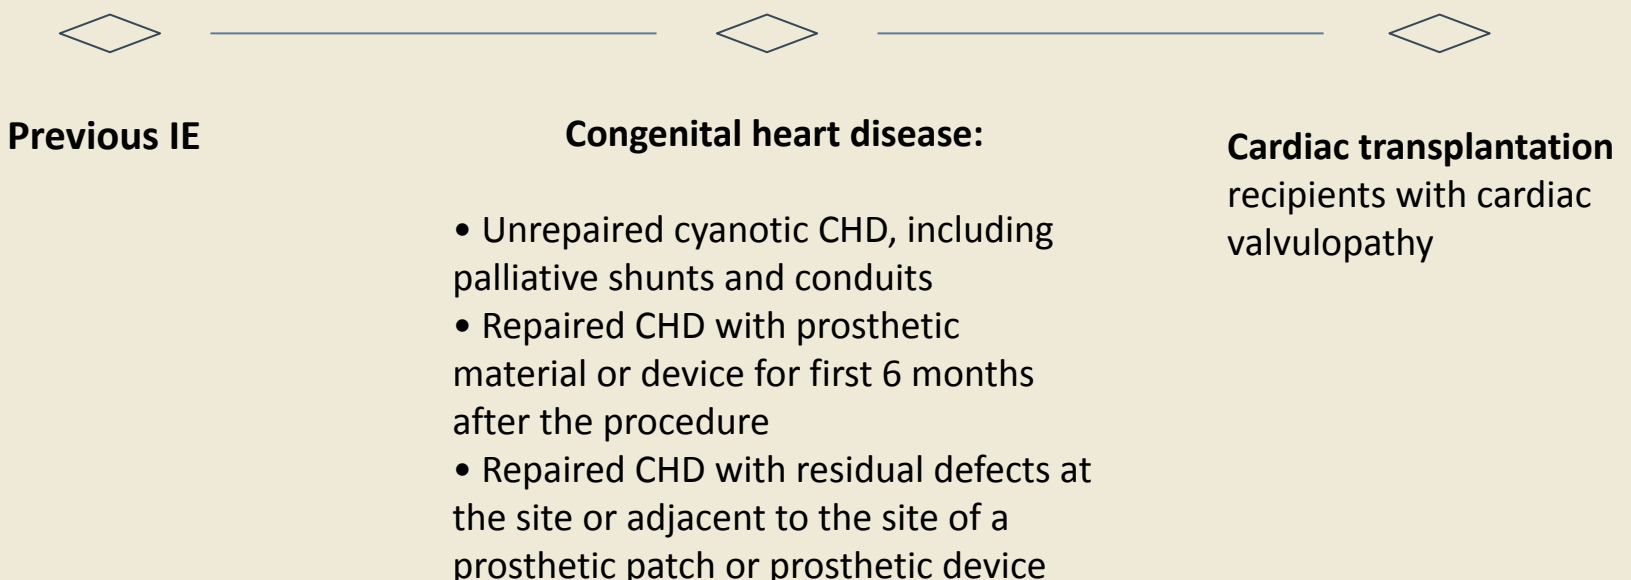 Previous IE
Congenital heart disease:
• Unrepaired cyanotic CHD, including
palliative shunts and conduits
• Repaired CHD with prosthetic
material or device for first 6 months
after the procedure
• Repaired CHD with residual defects at
the site or adjacent to the site of a
prosthetic patch or prosthetic device
Cardiac transplantation
recipients with cardiac
valvulopathy